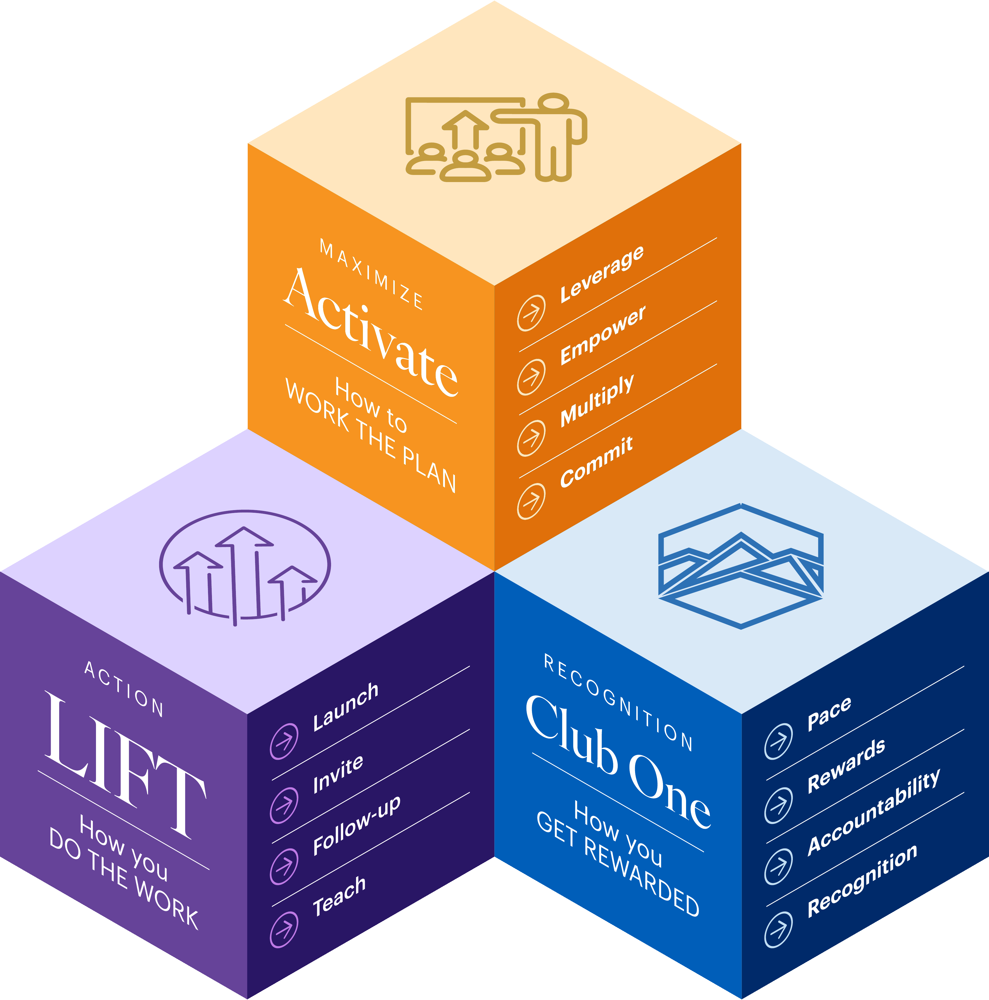 MAXIMIZE
Activate
How to
WORK THE PLAN
Leverage
Empower
Multiply
Commit
ACTION
LIFT
How you
DO THE WORK
Launch
Invite
Follow-up
Teach
RECOGNITION
Club One
How you
GET REWARDED
Pace
Rewards
Accountability
Recognition